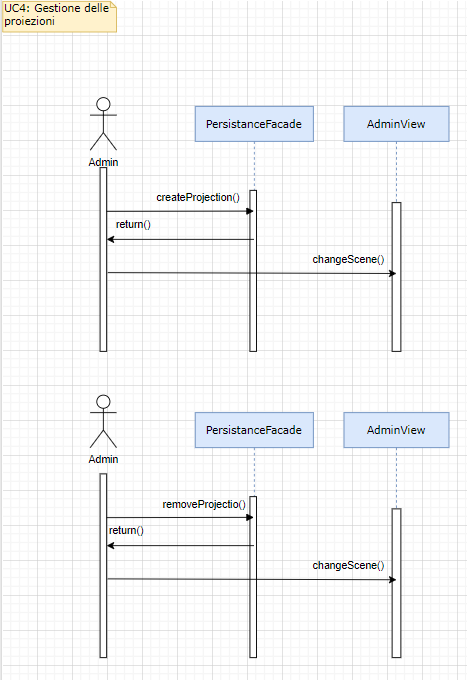 UC4: Gestione delle
proiezioni
PersistanceFacade
AdminView
Admin
createProjection()
return()
changeScene()
PersistanceFacade
AdminView
Admin
removeProjectio()
return()
changeScene()